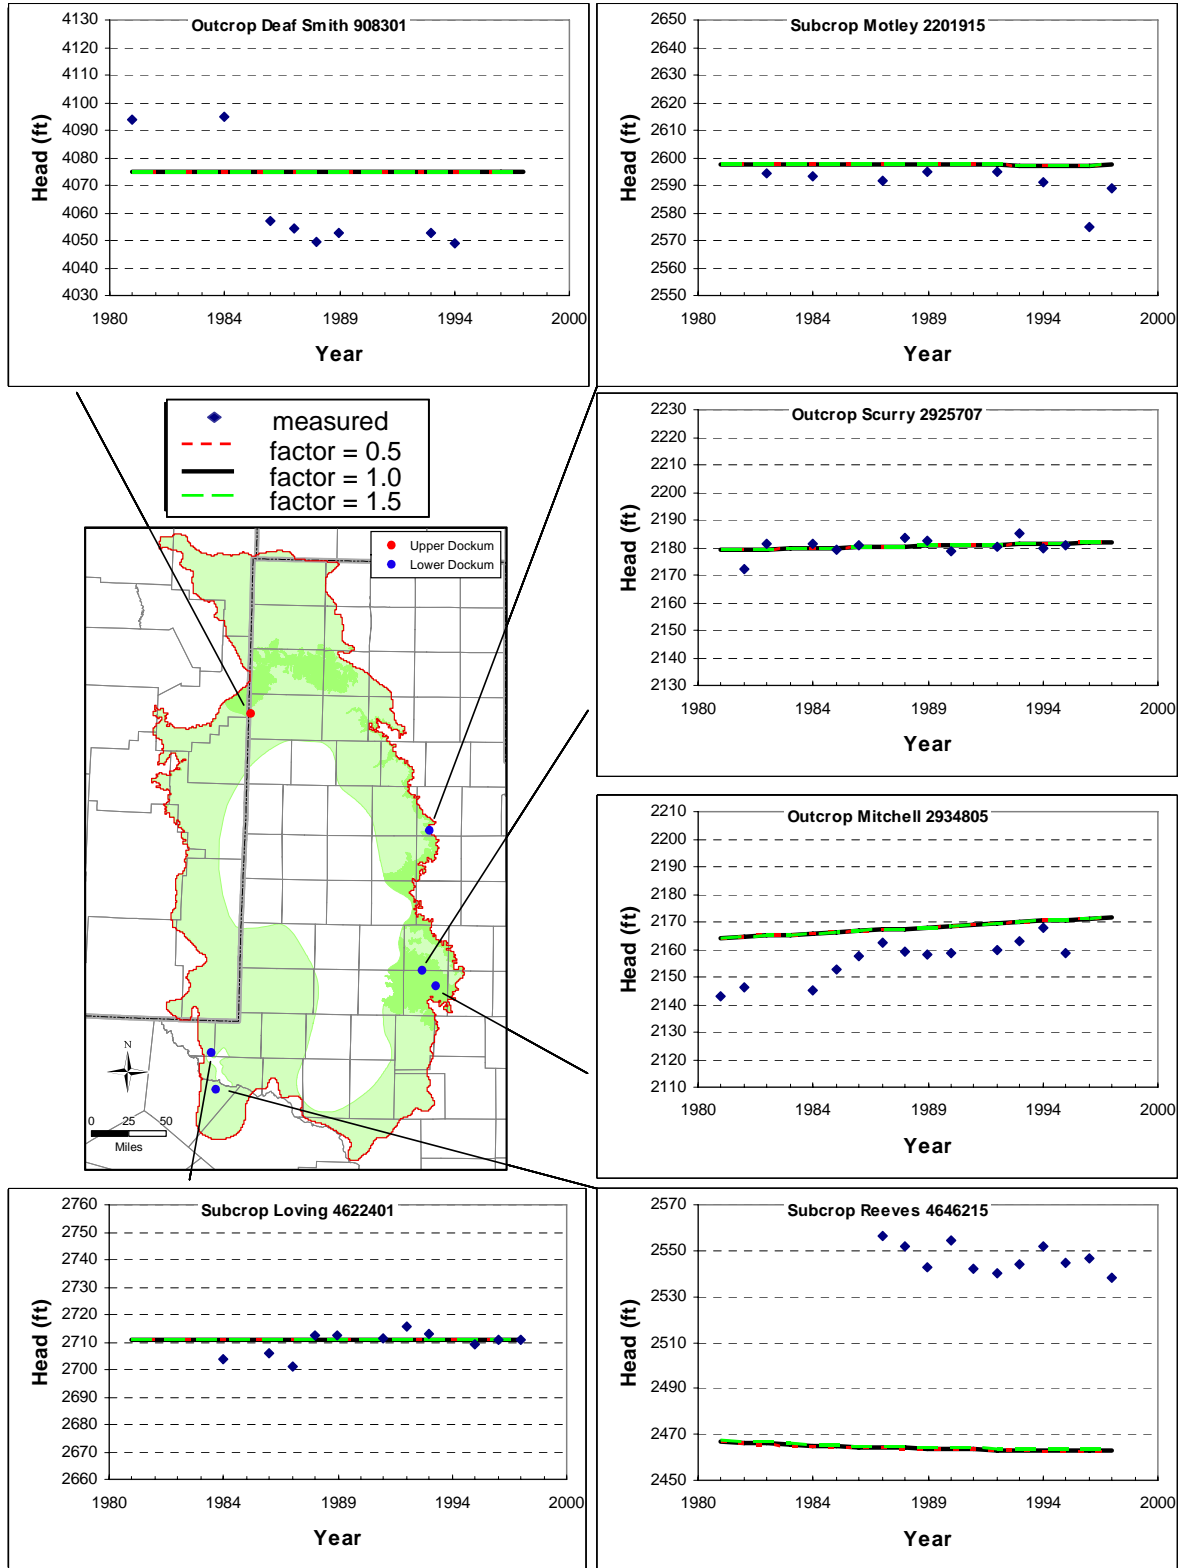 Outcrop Deaf Smith 908301
4130
4120
4110
4100
4090
4080
4070
4060
4050
4040
4030
Head (ft)
1980 1984 1989 1994 2000
Year
Subcrop Motley 2201915
2650
2640
2630
2620
2610
2600
2590
2580
2570
2560
2550
Head (ft)
1980 1984 1989 1994 2000
Year
measured
factor = 0.5
factor = 1.0
factor = 1.5
Outcrop Scurry 2925707
2230
2220
2210
2200
2190
2180
2170
2160
2150
2140
2130
Head (ft)
1980 1984 1989 1994 2000
Year
Upper Dockum
Lower Dockum
N
0 25 50
Miles
Outcrop Mitchell 2934805
2210
2200
2190
2180
2170
2160
2150
2140
2130
2120
2110
Head (ft)
1980 1984 1989 1994 2000
Year
Subcrop Loving 4622401
2760
2750
2740
2730
2720
2710
2700
2690
2680
2670
2660
Head (ft)
1980 1984 1989 1994 2000
Year
Subcrop Reeves 4646215
2570
2550
2530
2510
2490
2470
2450
Head (ft)
1980 1984 1989 1994 2000
Year